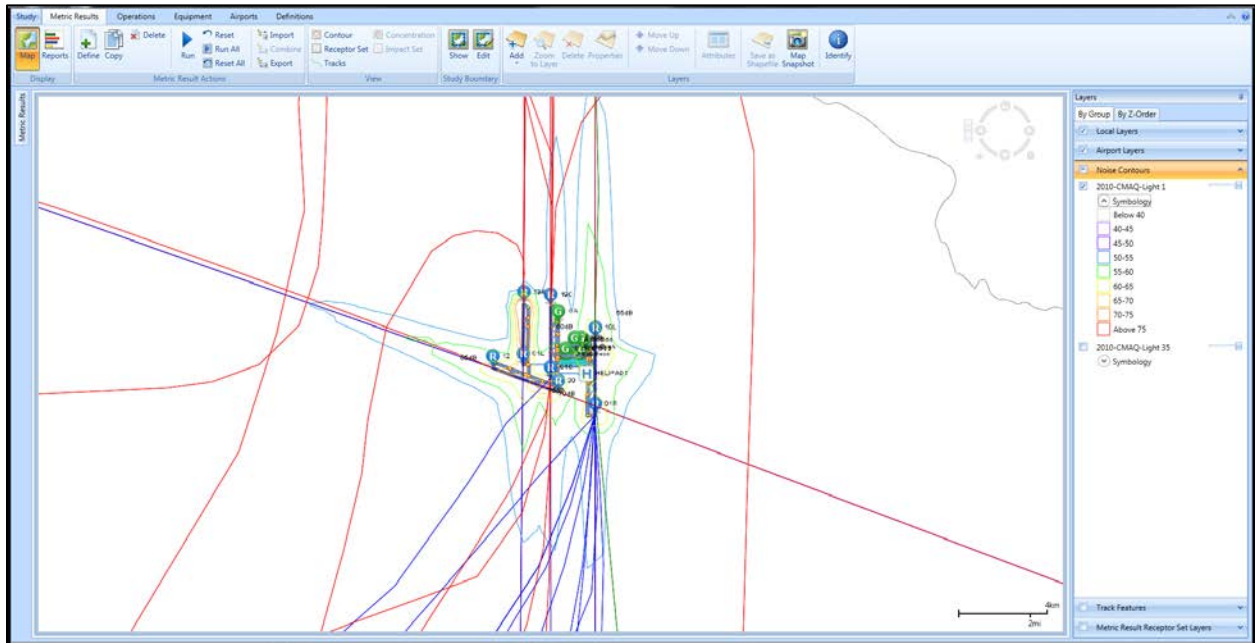 Study Metric Results Operations Equipment Airports Definitions
Map Reports Define Copy Delete Run Reset Import Contour Concentration Show Edit Add Zoom to Layer Delete Properties Move Up Attributes Save as Shapefile Map Snapshot Identify
Run All Combine Receptor Set Impact Set Move Down
Reset All Export Tracks
Display Metric Result Actions View Study Boundary Layers
Metric Results
Layers
By Group By Z-Order
Local Layers
Airport Layers
Noise Contours
2010-CMAQ-Light 1
Symbology
Below 40
40-45
45-50
50-55
55-60
60-65
65-70
70-75
Above 75
2010-CMAQ-Light 35
Symbology
R 19C
G
55dB
R
G G
R 12
R 01L
H HELIPAD1
R 30
4km
2mi
Track Features
Metric Result Receptor Set Layers